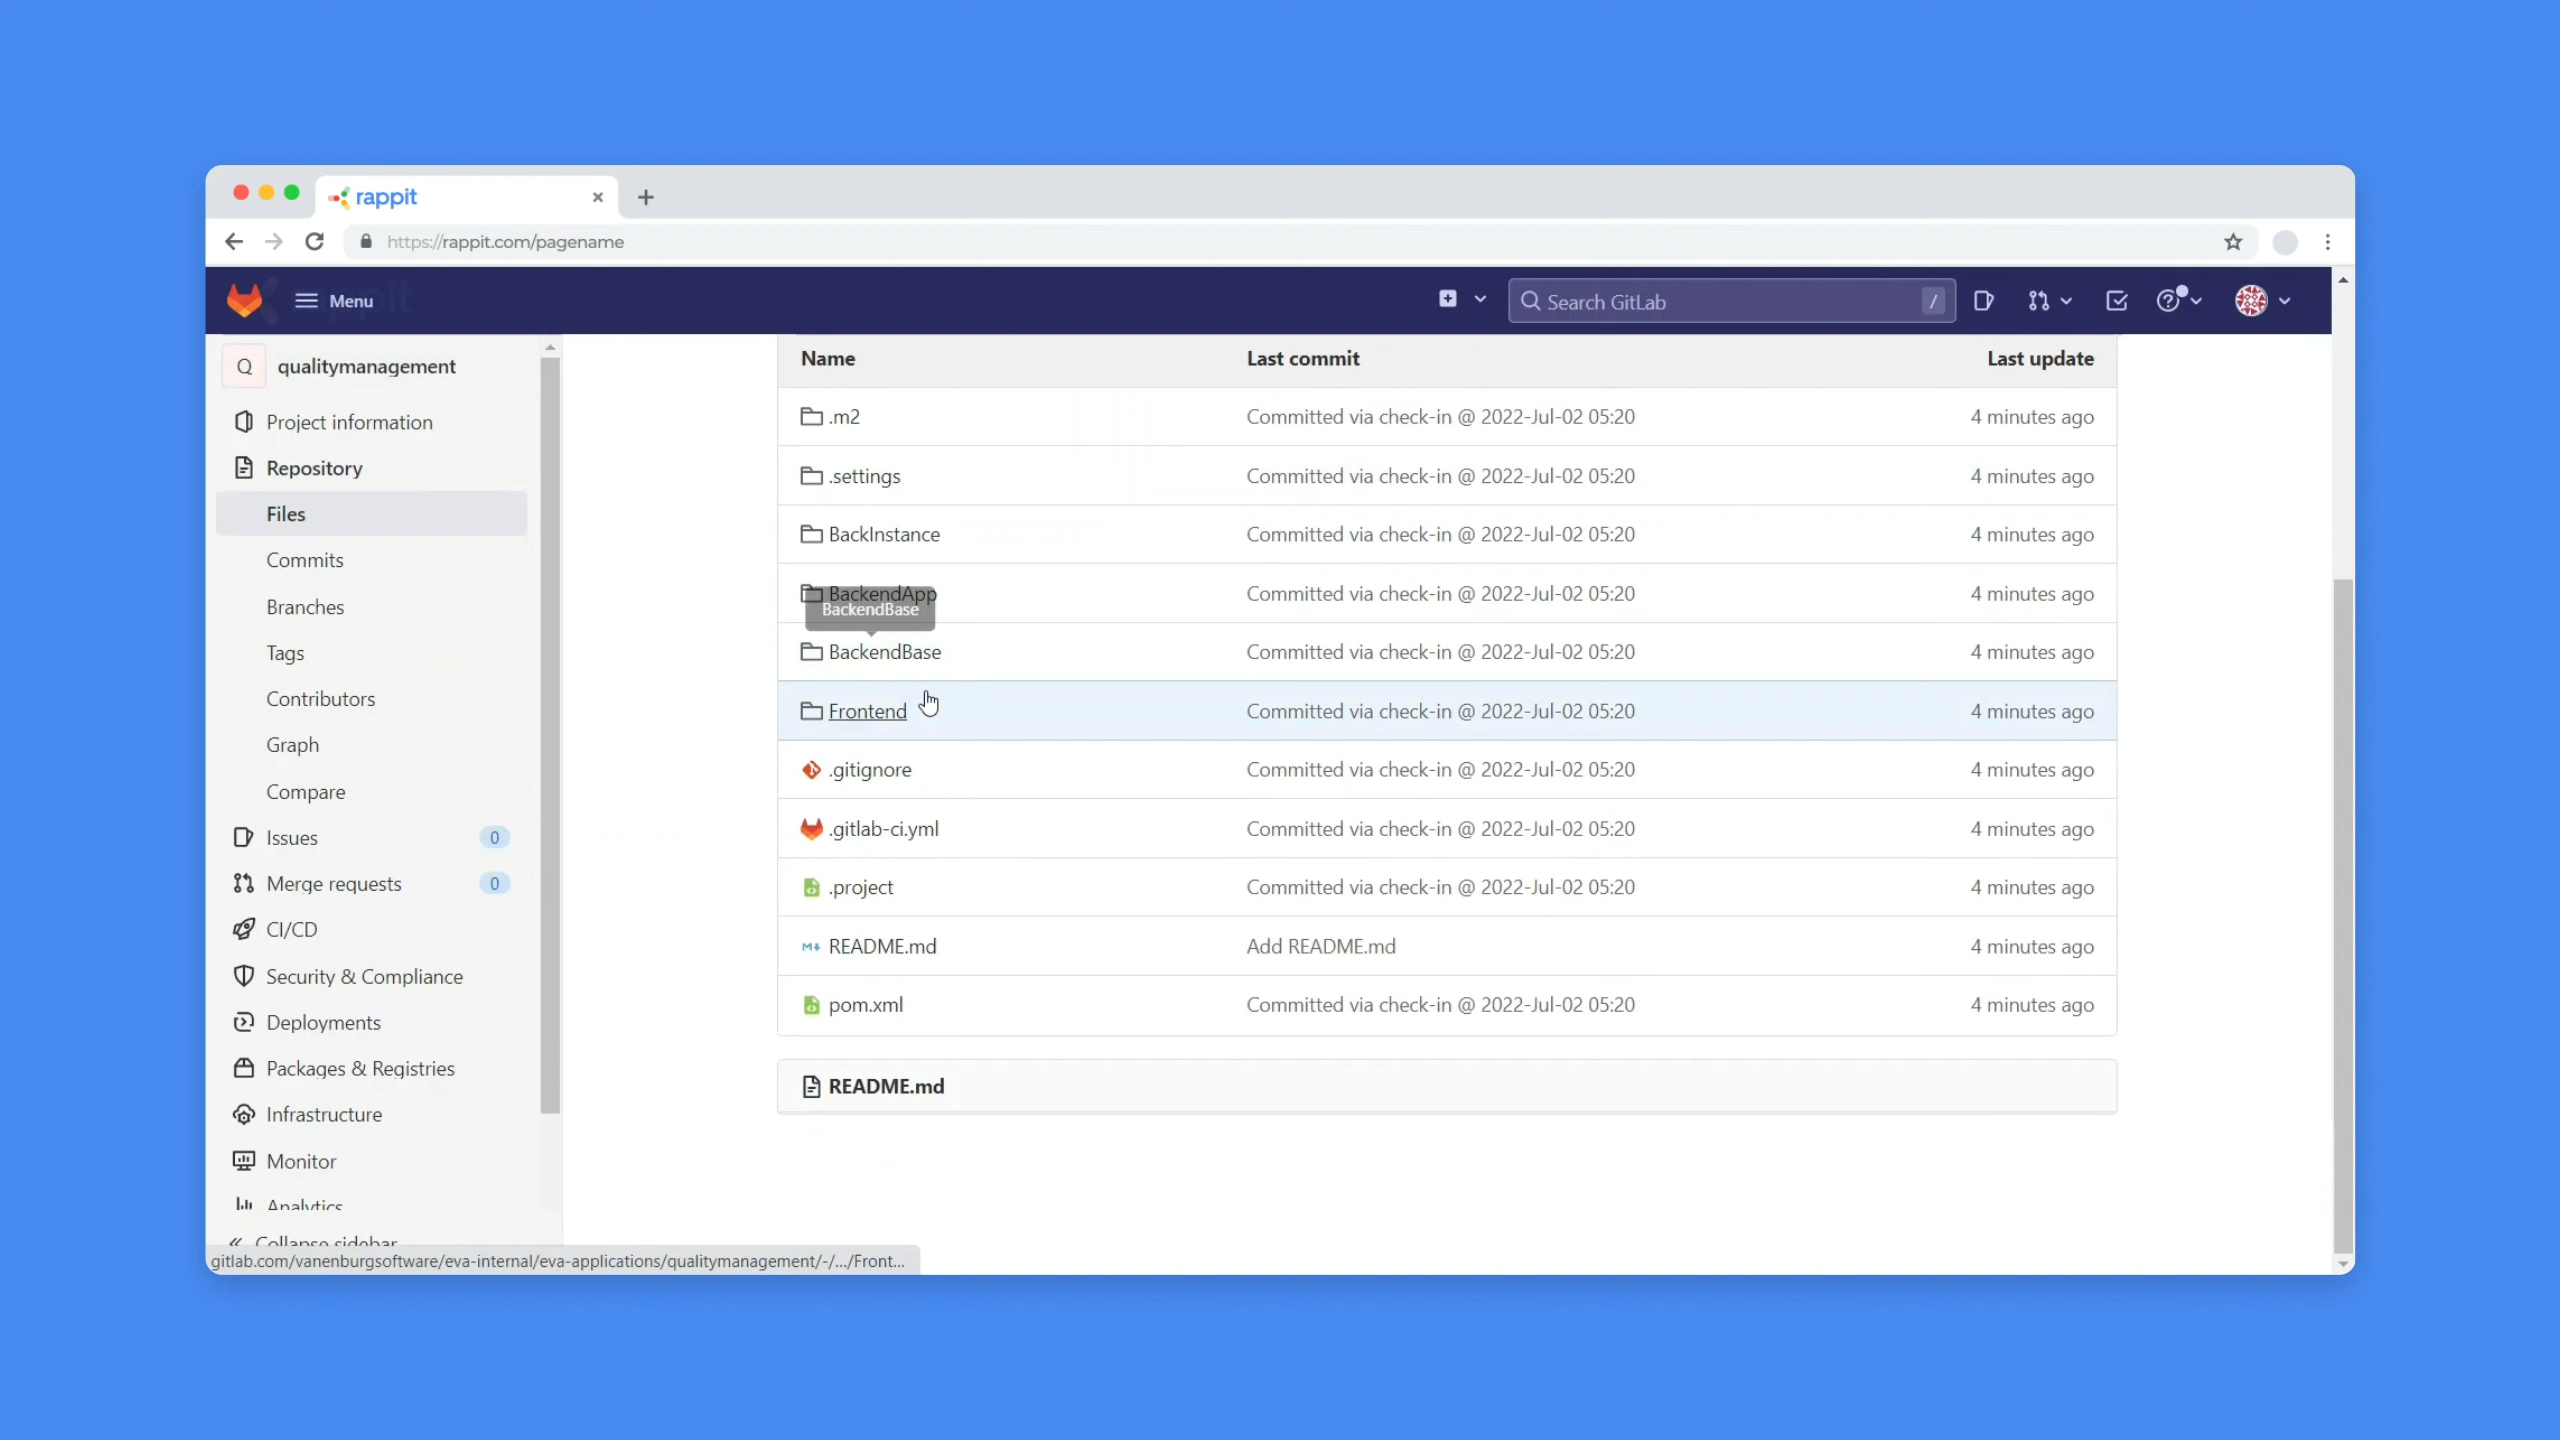 rappit
https://rappit.com/pagename
Menu
Search GitLab
/
Q qualitymanagement
Project information
Repository
Files
Commits
Branches
Tags
Contributors
Graph
Compare
Issues 0
Merge requests 0
CI/CD
Security & Compliance
Deployments
Packages & Registries
Infrastructure
Monitor
Analytics
Collapse sidebar
Name Last commit Last update
.m2 Committed via check-in @ 2022-Jul-02 05:20 4 minutes ago
.settings Committed via check-in @ 2022-Jul-02 05:20 4 minutes ago
BackInstance Committed via check-in @ 2022-Jul-02 05:20 4 minutes ago
BackendApp Committed via check-in @ 2022-Jul-02 05:20 4 minutes ago
BackendBase
BackendBase Committed via check-in @ 2022-Jul-02 05:20 4 minutes ago
Frontend Committed via check-in @ 2022-Jul-02 05:20 4 minutes ago
.gitignore Committed via check-in @ 2022-Jul-02 05:20 4 minutes ago
.gitlab-ci.yml Committed via check-in @ 2022-Jul-02 05:20 4 minutes ago
.project Committed via check-in @ 2022-Jul-02 05:20 4 minutes ago
README.md Add README.md 4 minutes ago
pom.xml Committed via check-in @ 2022-Jul-02 05:20 4 minutes ago
README.md
gitlab.com/vanenburgsoftware/eva-internal/eva-applications/qualitymanagement/-/.../Front...